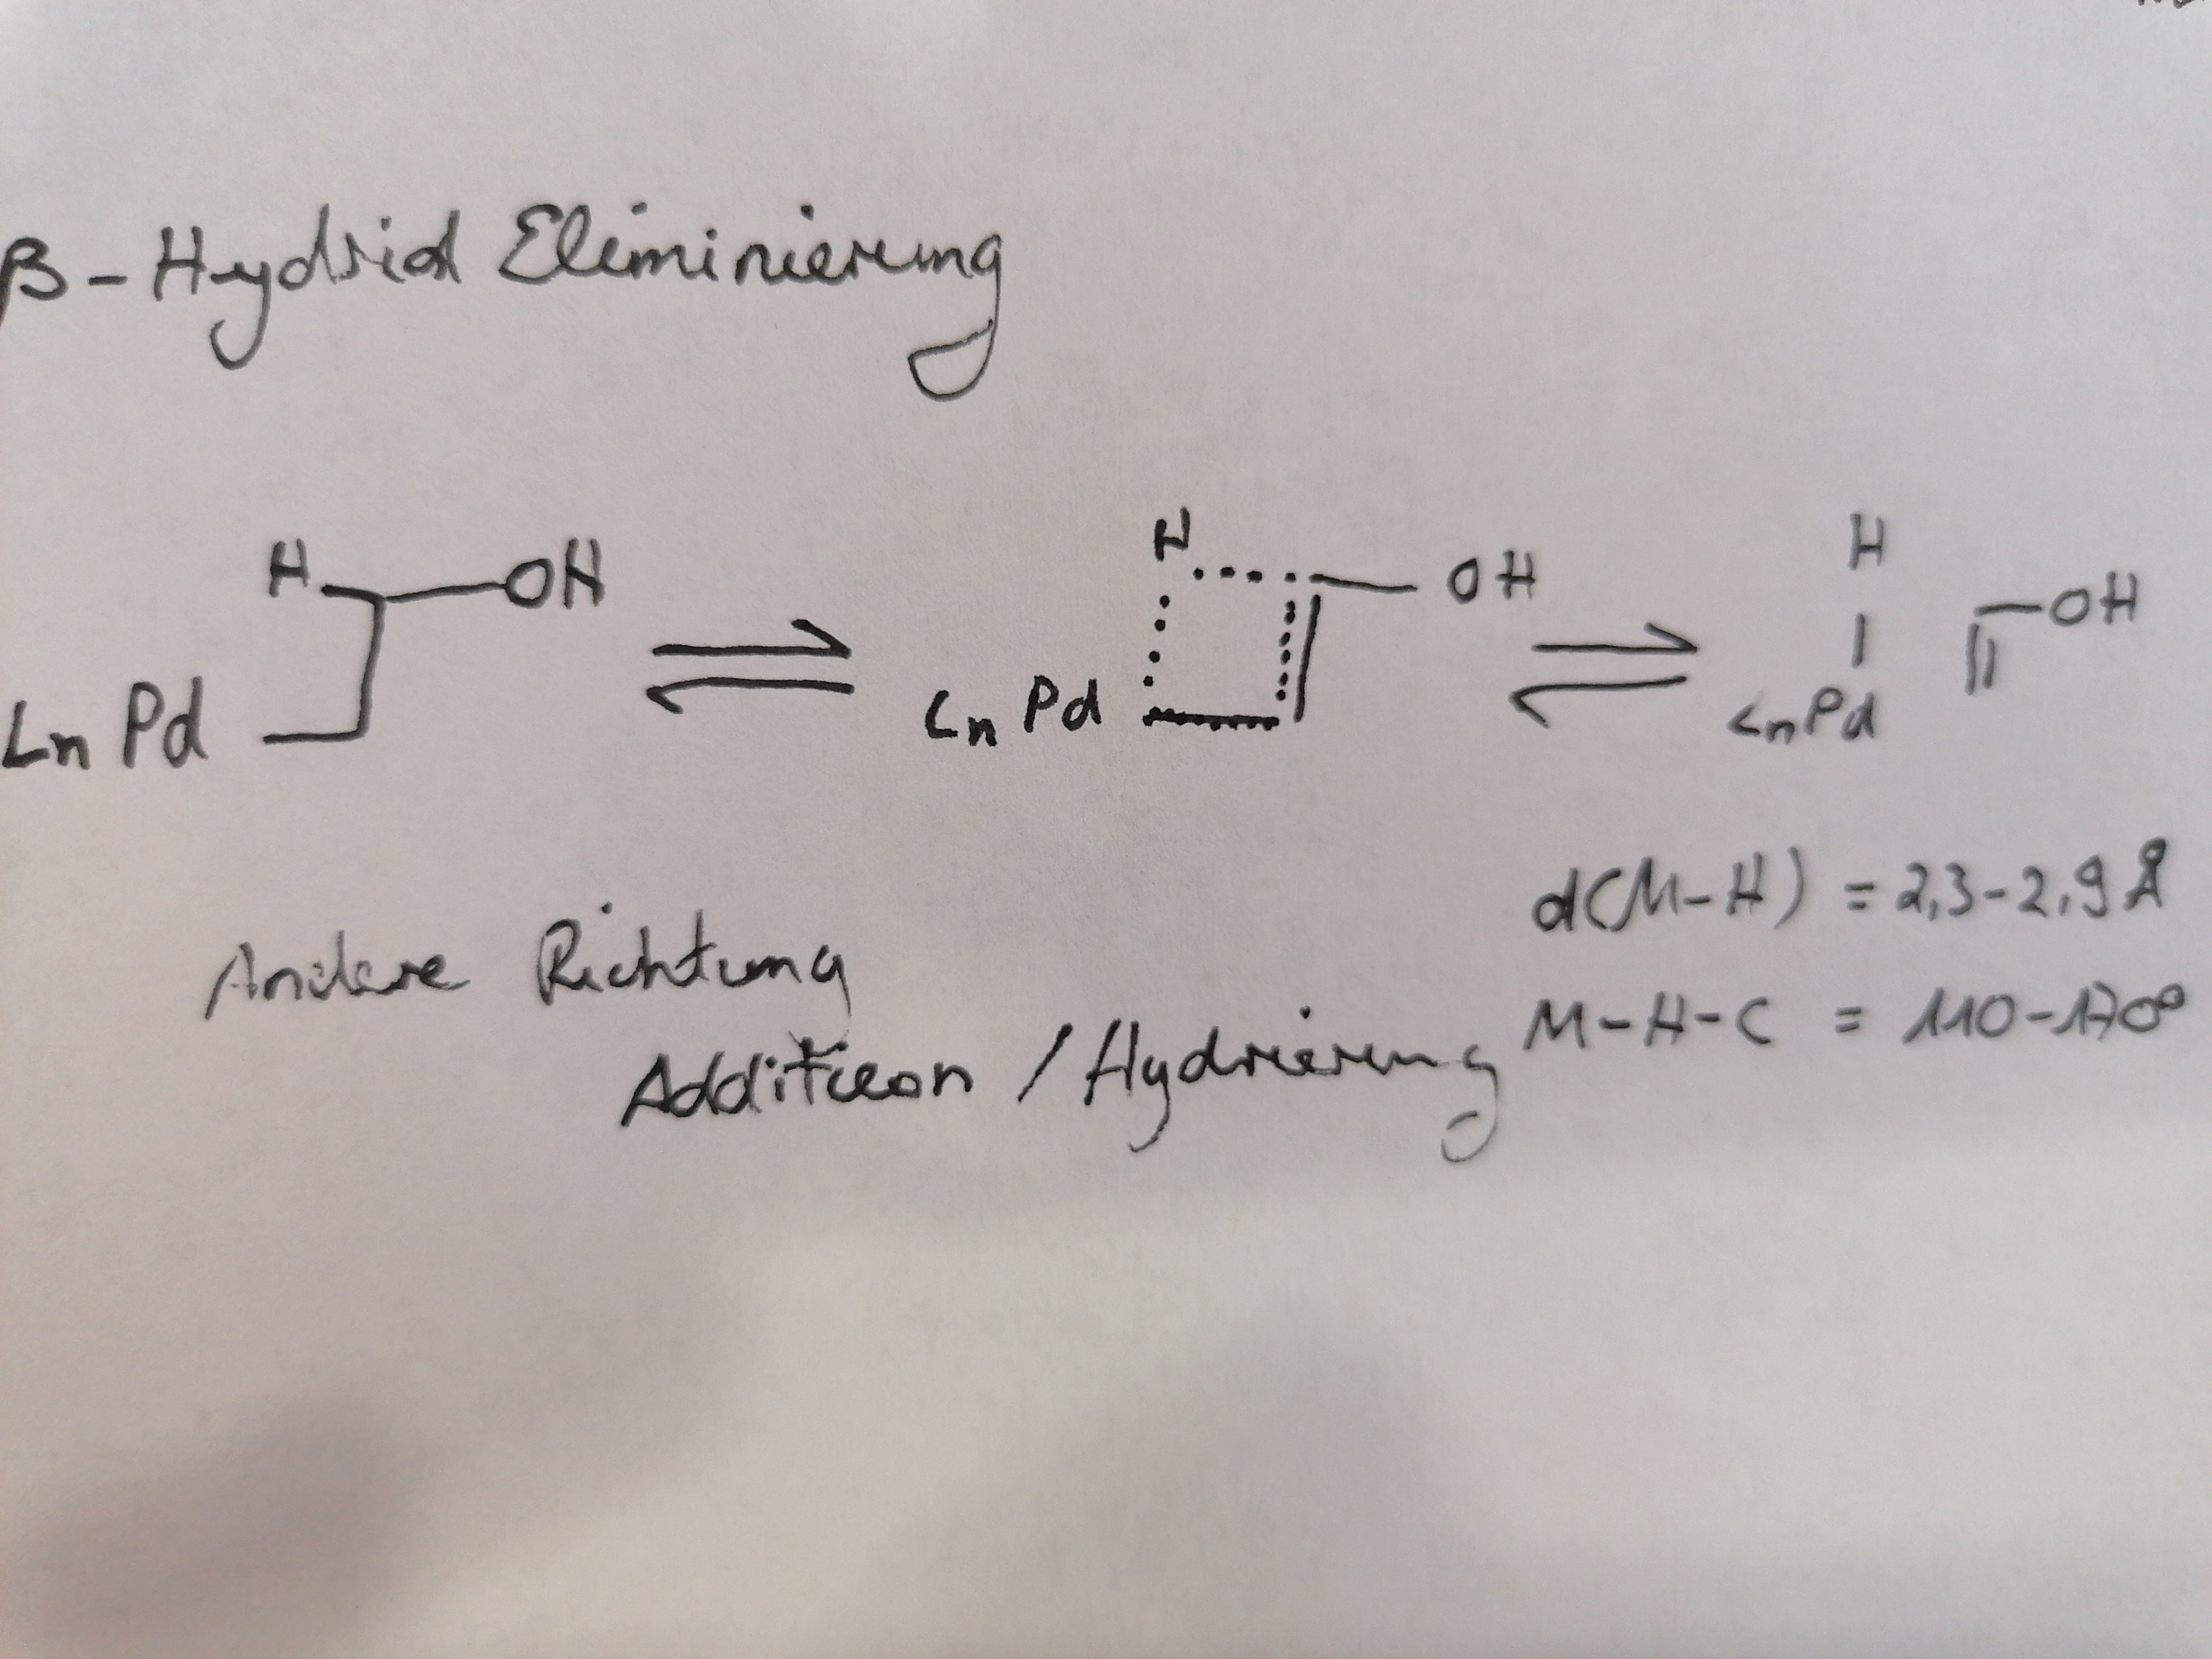 β-Hydrid Eliminierung
H OH H OH H OH
Ln Pd Ln Pd LnPd
d(M-H) = 2,3-2,9 Å
Andere Richtung
M-H-C = 110-170°
Addition / Hydrierung